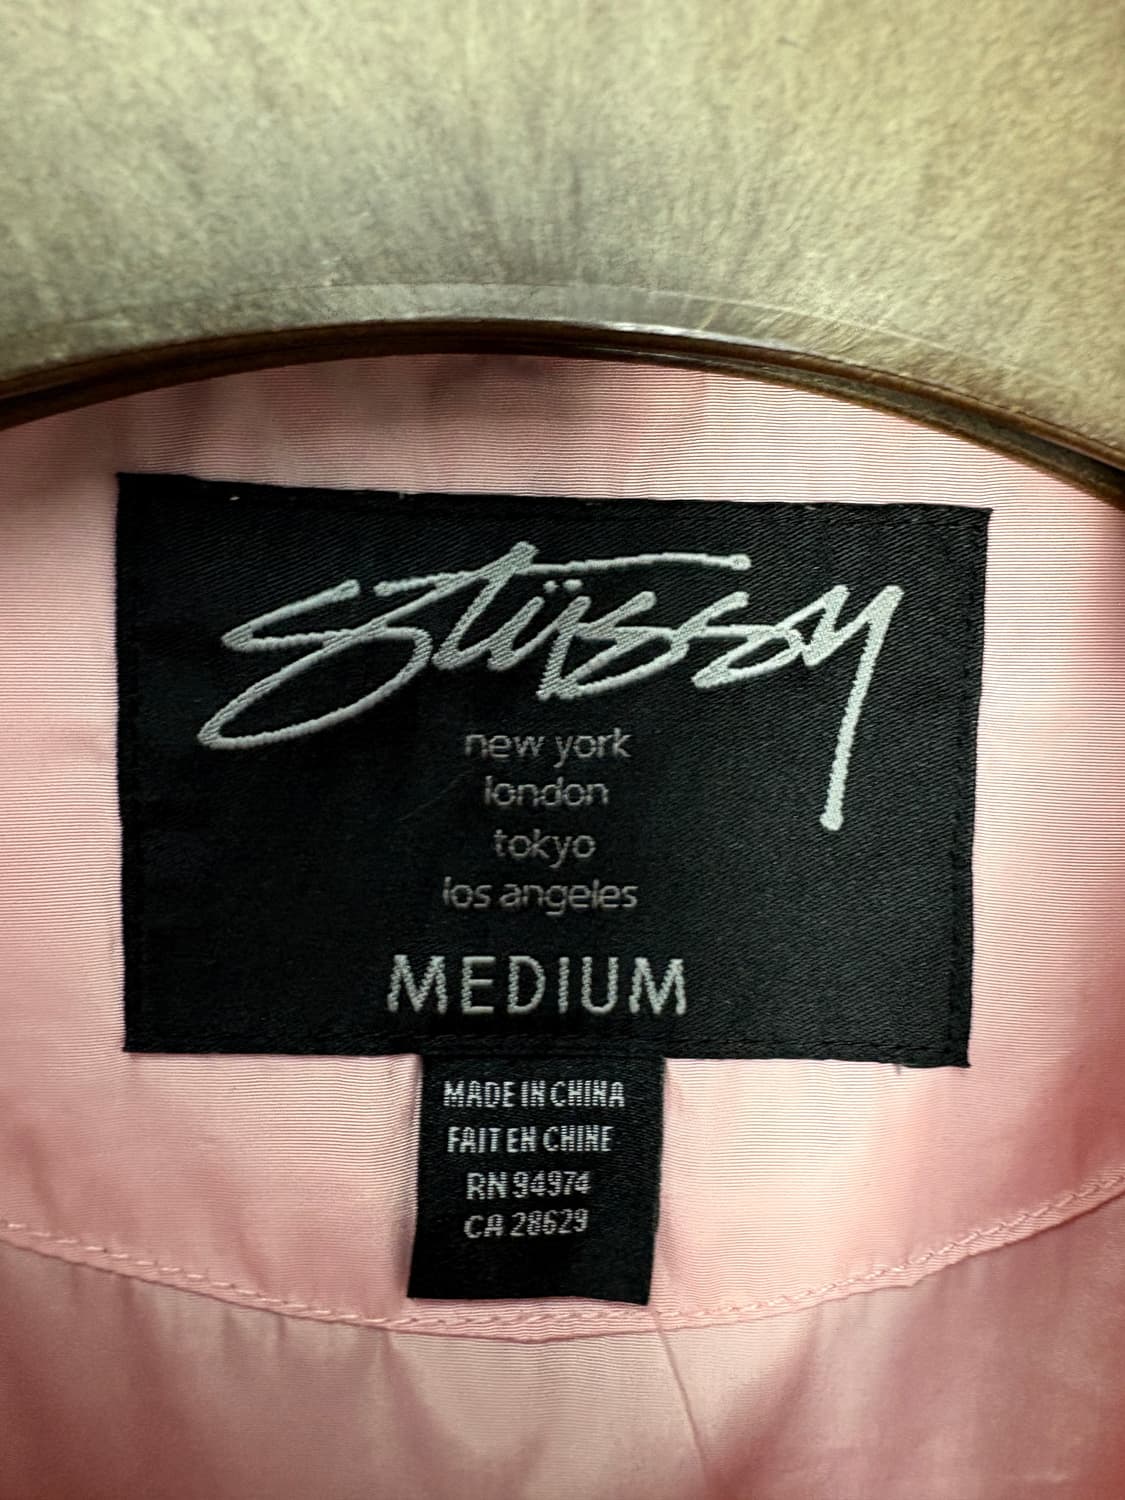 stüssy
new york
london
tokyo
los angeles
MEDIUM
MADE IN CHINA
FAIT EN CHINE
RN 94974
CA 28629